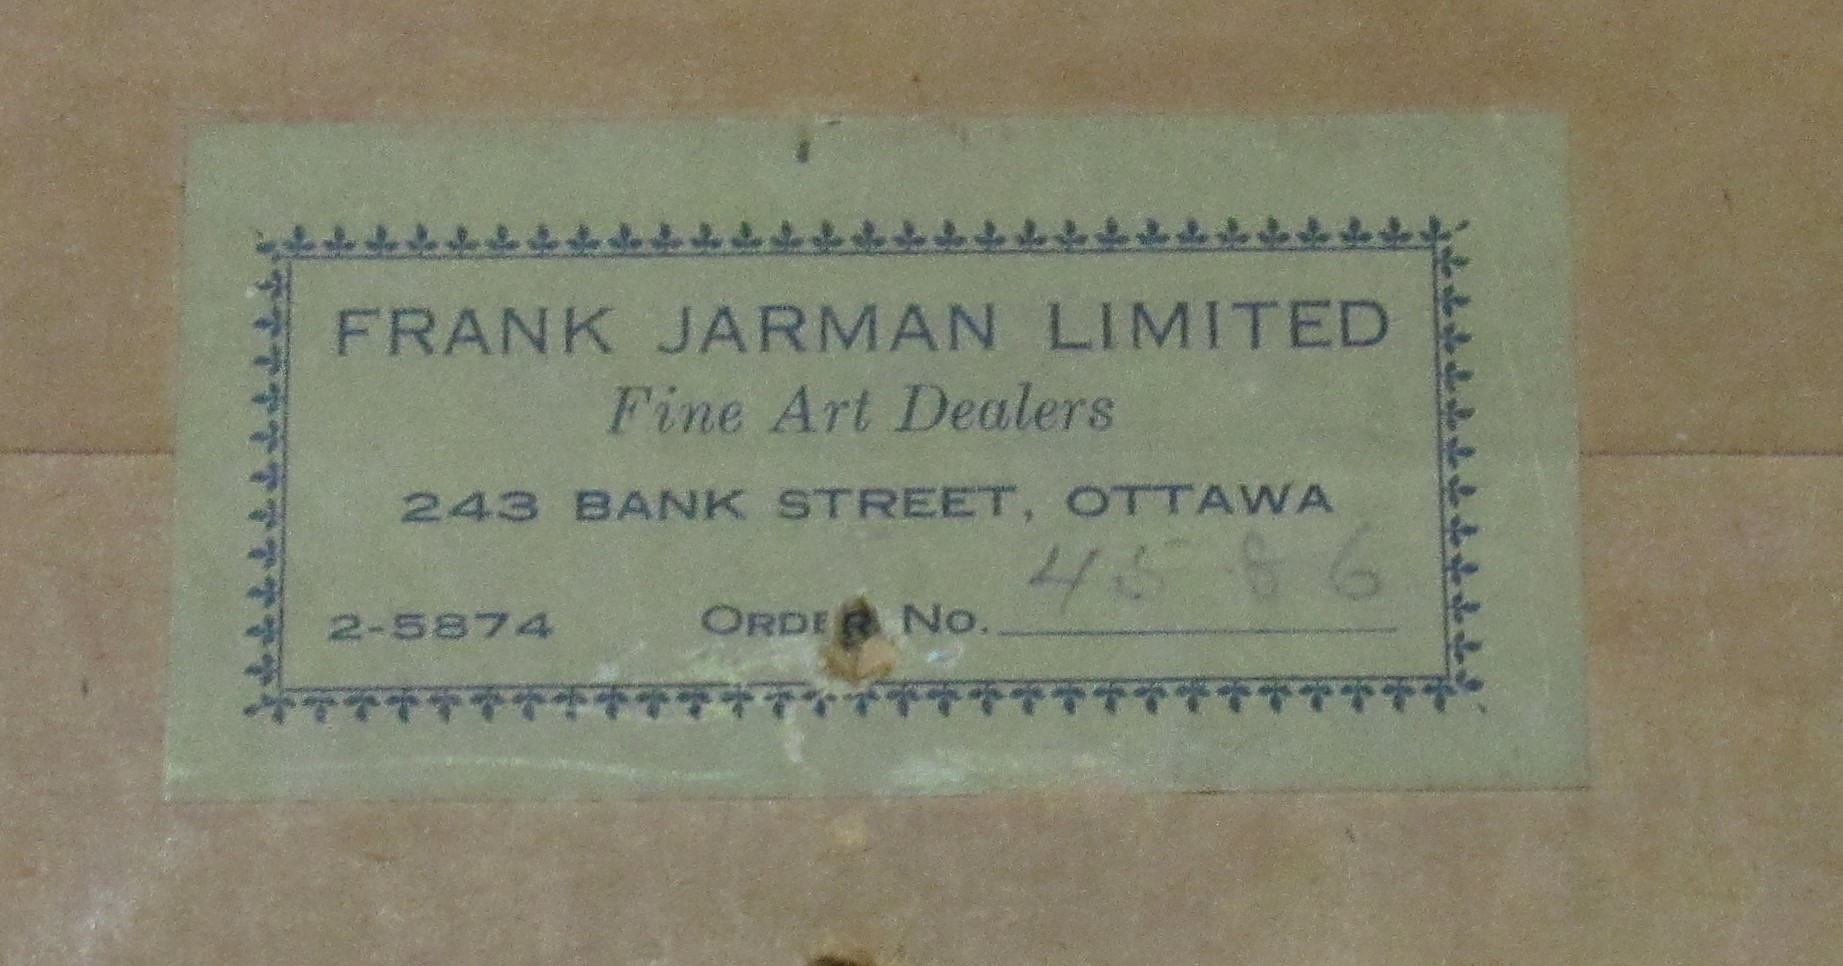 FRANK JARMAN LIMITED
Fine Art Dealers
243 BANK STREET, OTTAWA
2-5874 ORDER No. 4586